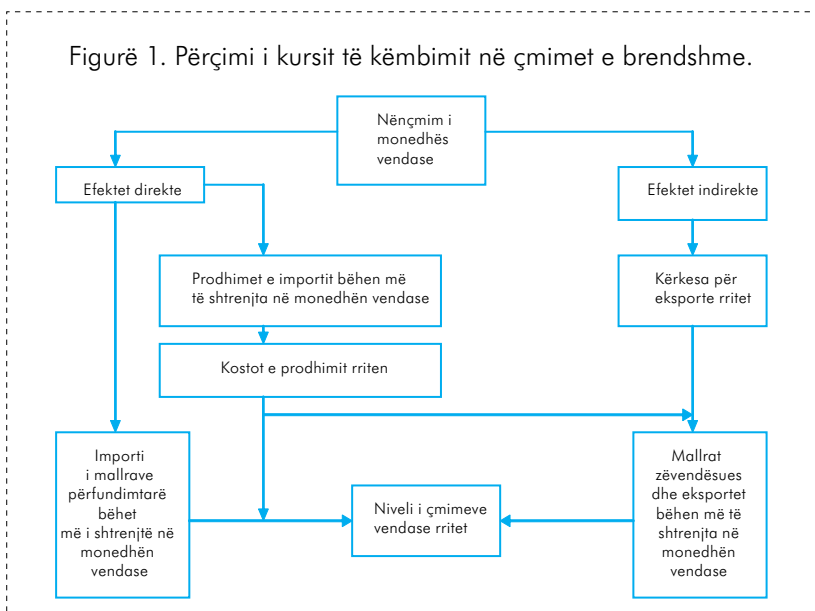 Figurë 1. Përçimi i kursit të këmbimit në çmimet e brendshme.
Nënçmim i
monedhës
vendase
Efektet direkte
Efektet indirekte
Prodhimet e importit bëhen më
të shtrenjta në monedhën vendase
Kërkesa për
eksporte rritet
Kostot e prodhimit rriten
Importi
i mallrave
përfundimtarë
bëhet
më i shtrenjtë në
monedhën
vendase
Niveli i çmimeve
vendase rritet
Mallrat
zëvendësues
dhe eksportet
bëhen më të
shtrenjta në
monedhën
vendase